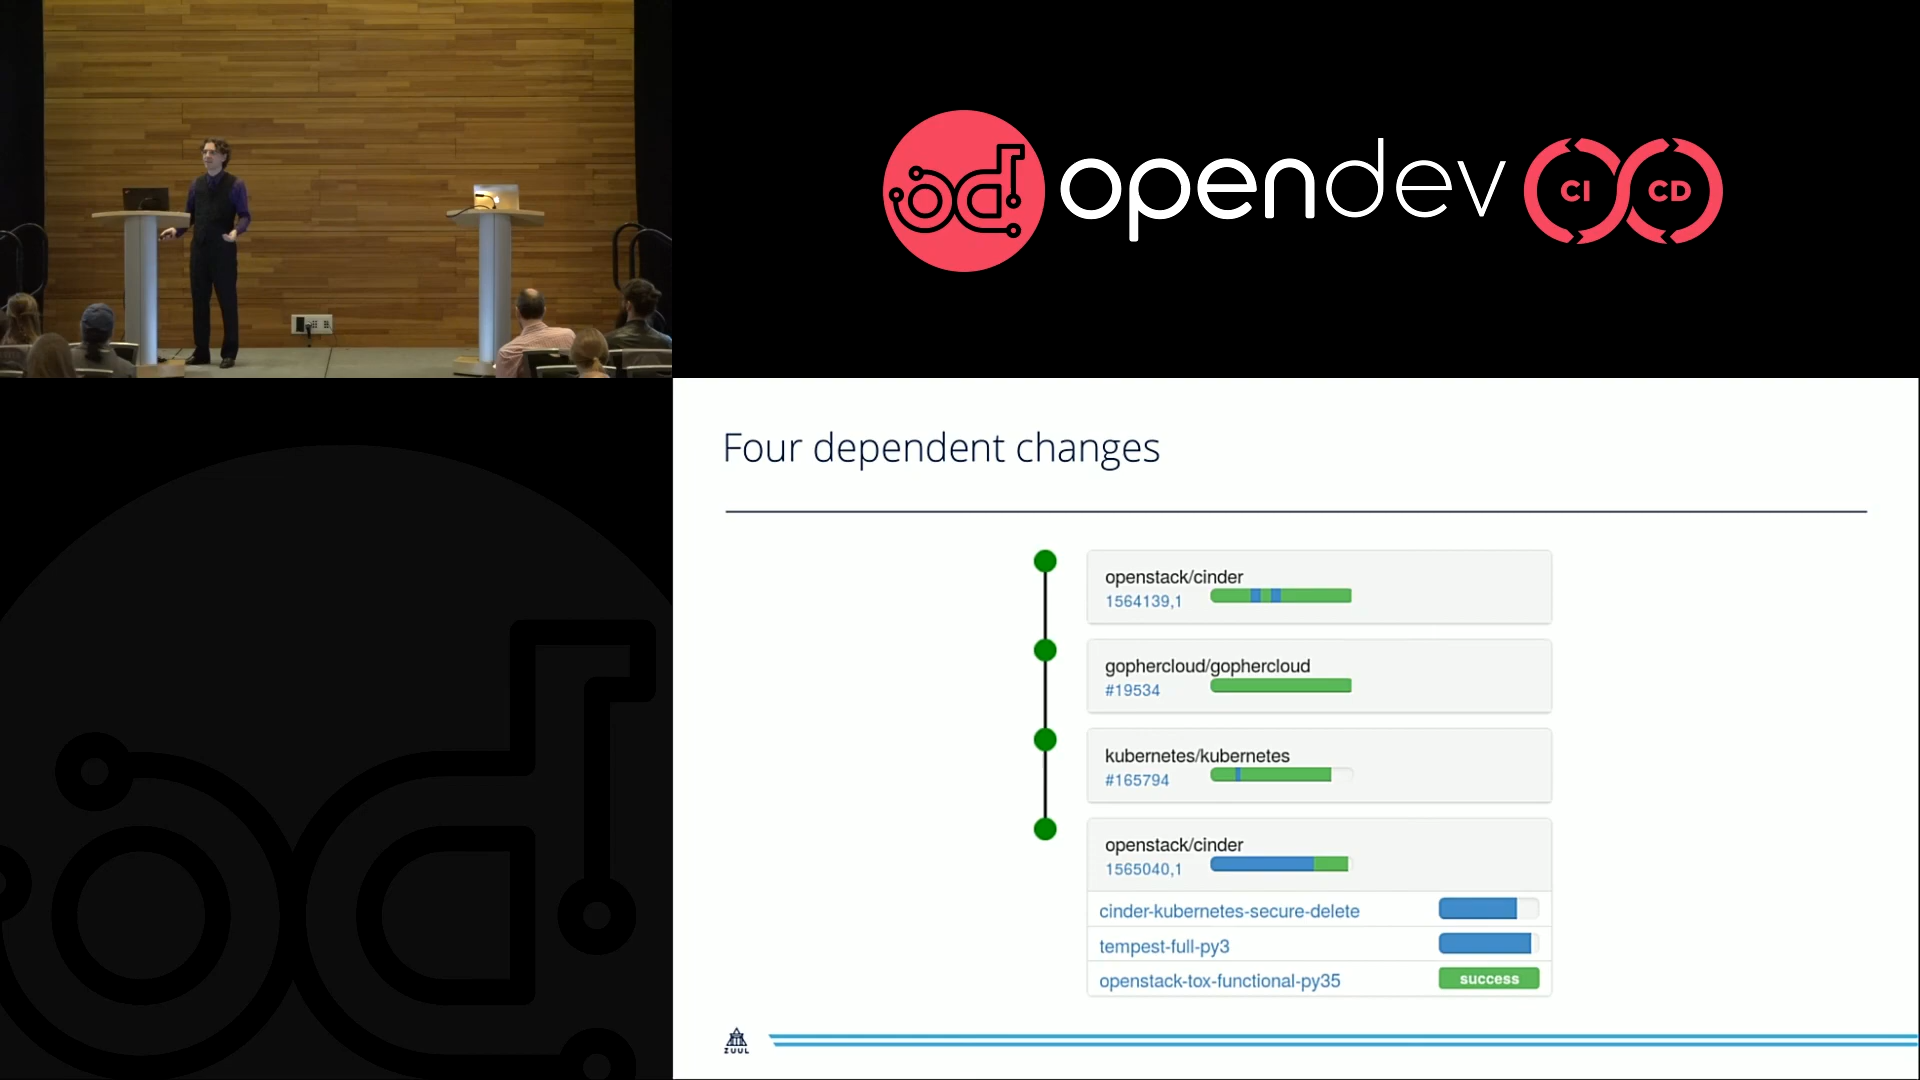 opendev
CI CD
Four dependent changes
openstack/cinder
1564139,1
gophercloud/gophercloud
#19534
kubernetes/kubernetes
#165794
openstack/cinder
1565040,1
cinder-kubernetes-secure-delete
tempest-full-py3
openstack-tox-functional-py35
success
ZUUL